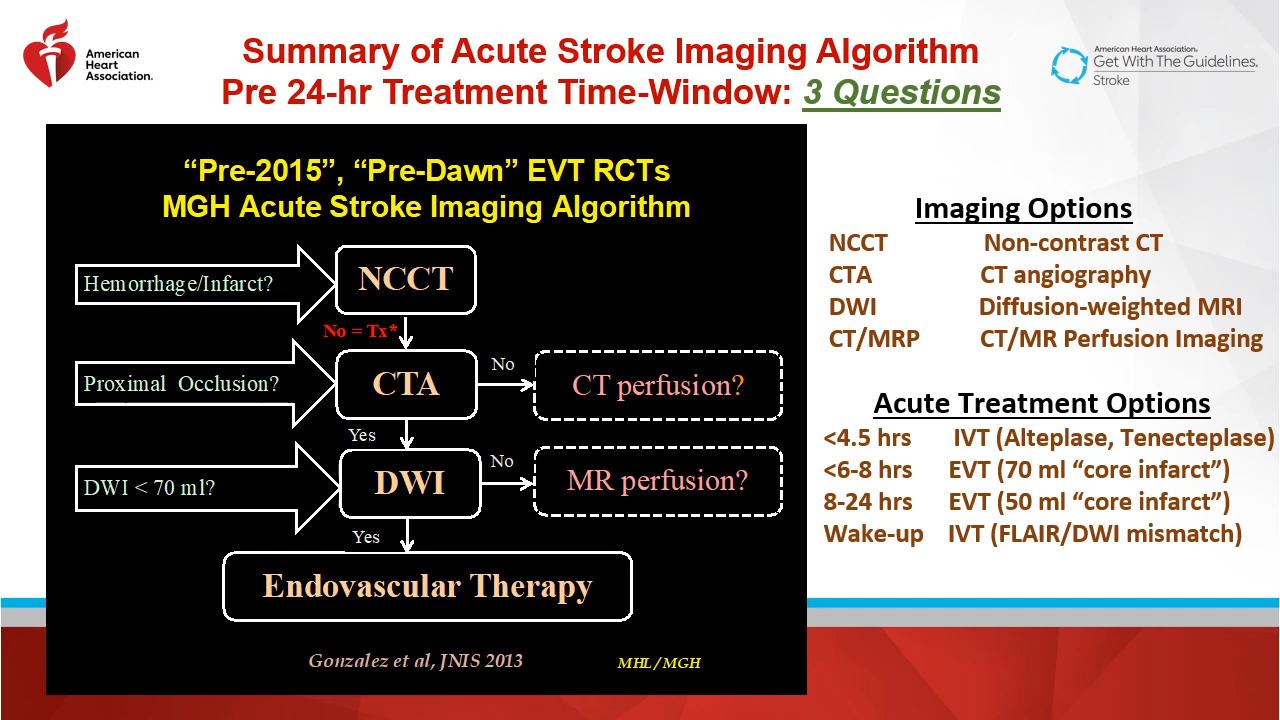 American
Heart
Association.
Summary of Acute Stroke Imaging Algorithm
Pre 24-hr Treatment Time-Window: 3 Questions
American Heart Association.
Get With The Guidelines.
Stroke
“Pre-2015”, “Pre-Dawn” EVT RCTs
MGH Acute Stroke Imaging Algorithm
Hemorrhage/Infarct?
NCCT
No = Tx*
Proximal Occlusion?
CTA
No
CT perfusion?
Yes
DWI < 70 ml?
DWI
No
MR perfusion?
Yes
Endovascular Therapy
Gonzalez et al, JNIS 2013
MHL / MGH
Imaging Options
NCCT Non-contrast CT
CTA CT angiography
DWI Diffusion-weighted MRI
CT/MRP CT/MR Perfusion Imaging
Acute Treatment Options
<4.5 hrs IVT (Alteplase, Tenecteplase)
<6-8 hrs EVT (70 ml “core infarct”)
8-24 hrs EVT (50 ml “core infarct”)
Wake-up IVT (FLAIR/DWI mismatch)